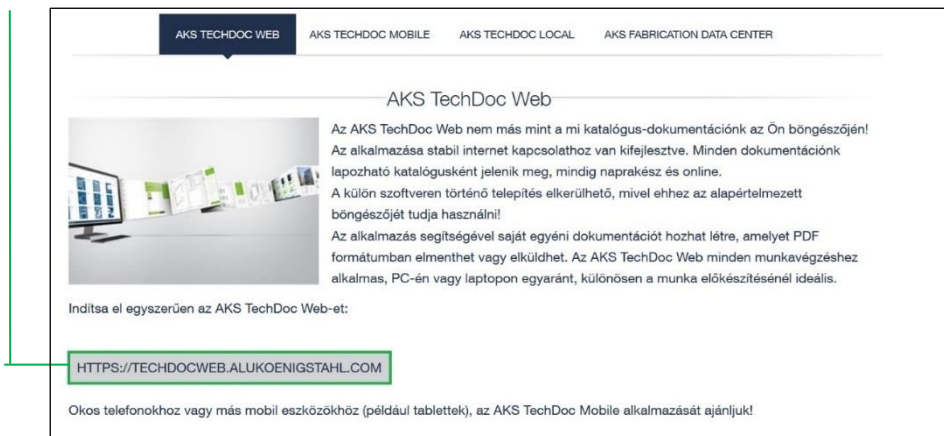 AKS TECHDOC WEB AKS TECHDOC MOBILE AKS TECHDOC LOCAL AKS FABRICATION DATA CENTER
AKS TechDoc Web
Az AKS TechDoc Web nem más mint a mi katalógus-dokumentációnk az Ön böngészőjén!
Az alkalmazása stabil internet kapcsolathoz van kifejlesztve. Minden dokumentációnk
lapozható katalógusként jelenik meg, mindig naprakész és online.
A külön szoftveren történő telepítés elkerülhető, mivel ehhez az alapértelmezett
böngészőjét tudja használni!
Az alkalmazás segítségével saját egyéni dokumentációt hozhat létre, amelyet PDF
formátumban elmenthet vagy elküldhet. Az AKS TechDoc Web minden munkavégzéshez
alkalmas, PC-én vagy laptopon egyaránt, különösen a munka előkészítésénél ideális.
Indítsa el egyszerűen az AKS TechDoc Web-et:
HTTPS://TECHDOCWEB.ALUKOENIGSTAHL.COM
Okos telefonokhoz vagy más mobil eszközökhöz (például tablettek), az AKS TechDoc Mobile alkalmazását ajánljuk!